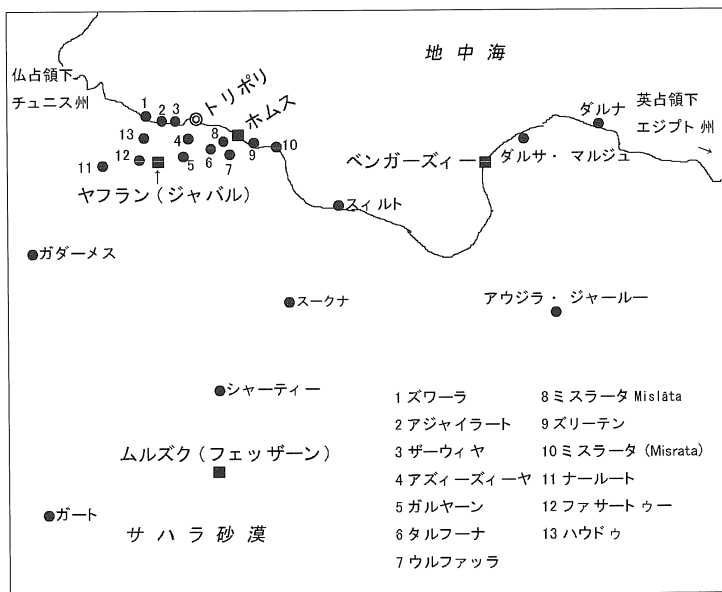 地中海
仏占領下
チュニス州
トリポリ
ホムス
ダルナ
英占領下
エジプト州
1
2
3
13
4
8
9
10
11
12
5
6
7
ベンガーズィー
ダルサ・マルジュ
ヤフラン(ジャバル)
スィルト
ガダーメス
スークナ
アウジラ・ジャールー
シャーティー
ムルズク(フェッザーン)
ガート
サハラ砂漠
1 ズワーラ
2 アジャイラート
3 ザーウィヤ
4 アズィーズィーヤ
5 ガルヤーン
6 タルフーナ
7 ウルファッラ
8 ミスラータ Mislāta
9 ズリーテン
10 ミスラータ (Misrata)
11 ナールート
12 ファサートゥー
13 ハウドゥ